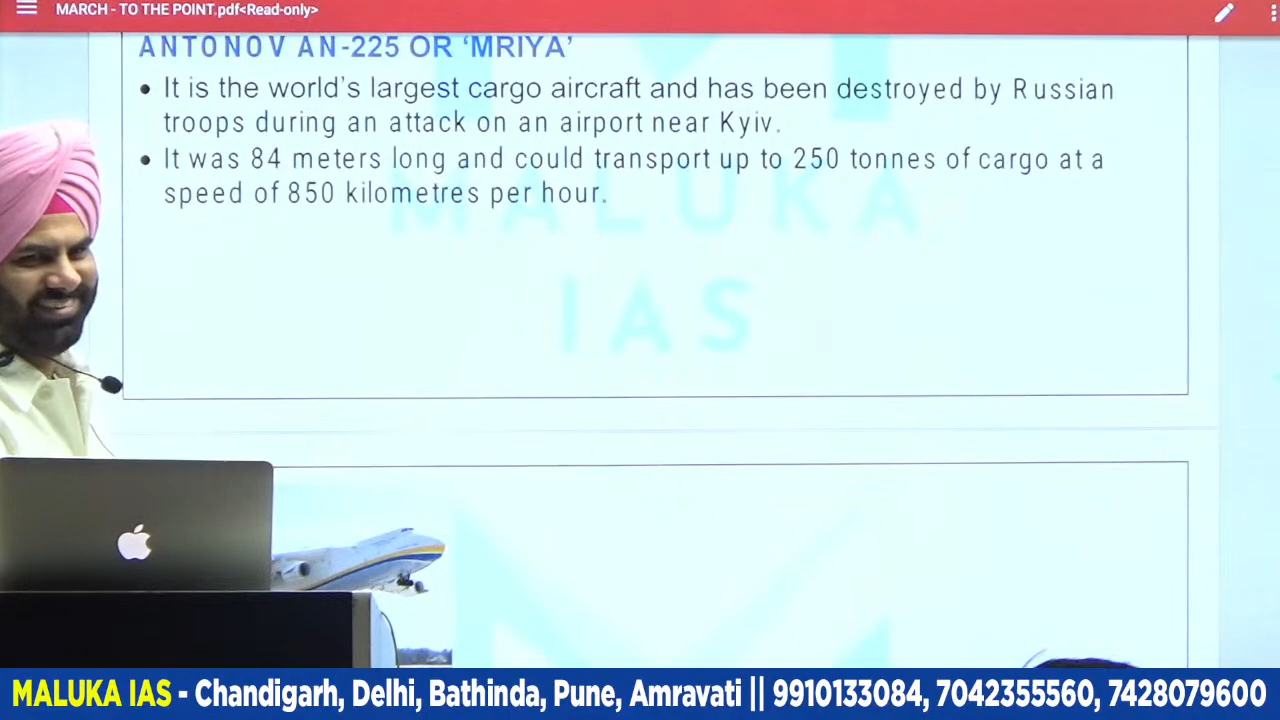 MARCH - TO THE POINT.pdf<Read-only>
ANTONOV AN-225 OR ‘MRIYA’
• It is the world’s largest cargo aircraft and has been destroyed by Russian
troops during an attack on an airport near Kyiv.
• It was 84 meters long and could transport up to 250 tonnes of cargo at a
speed of 850 kilometres per hour.
MALUKA
IAS
MALUKA IAS - Chandigarh, Delhi, Bathinda, Pune, Amravati || 9910133084, 7042355560, 7428079600